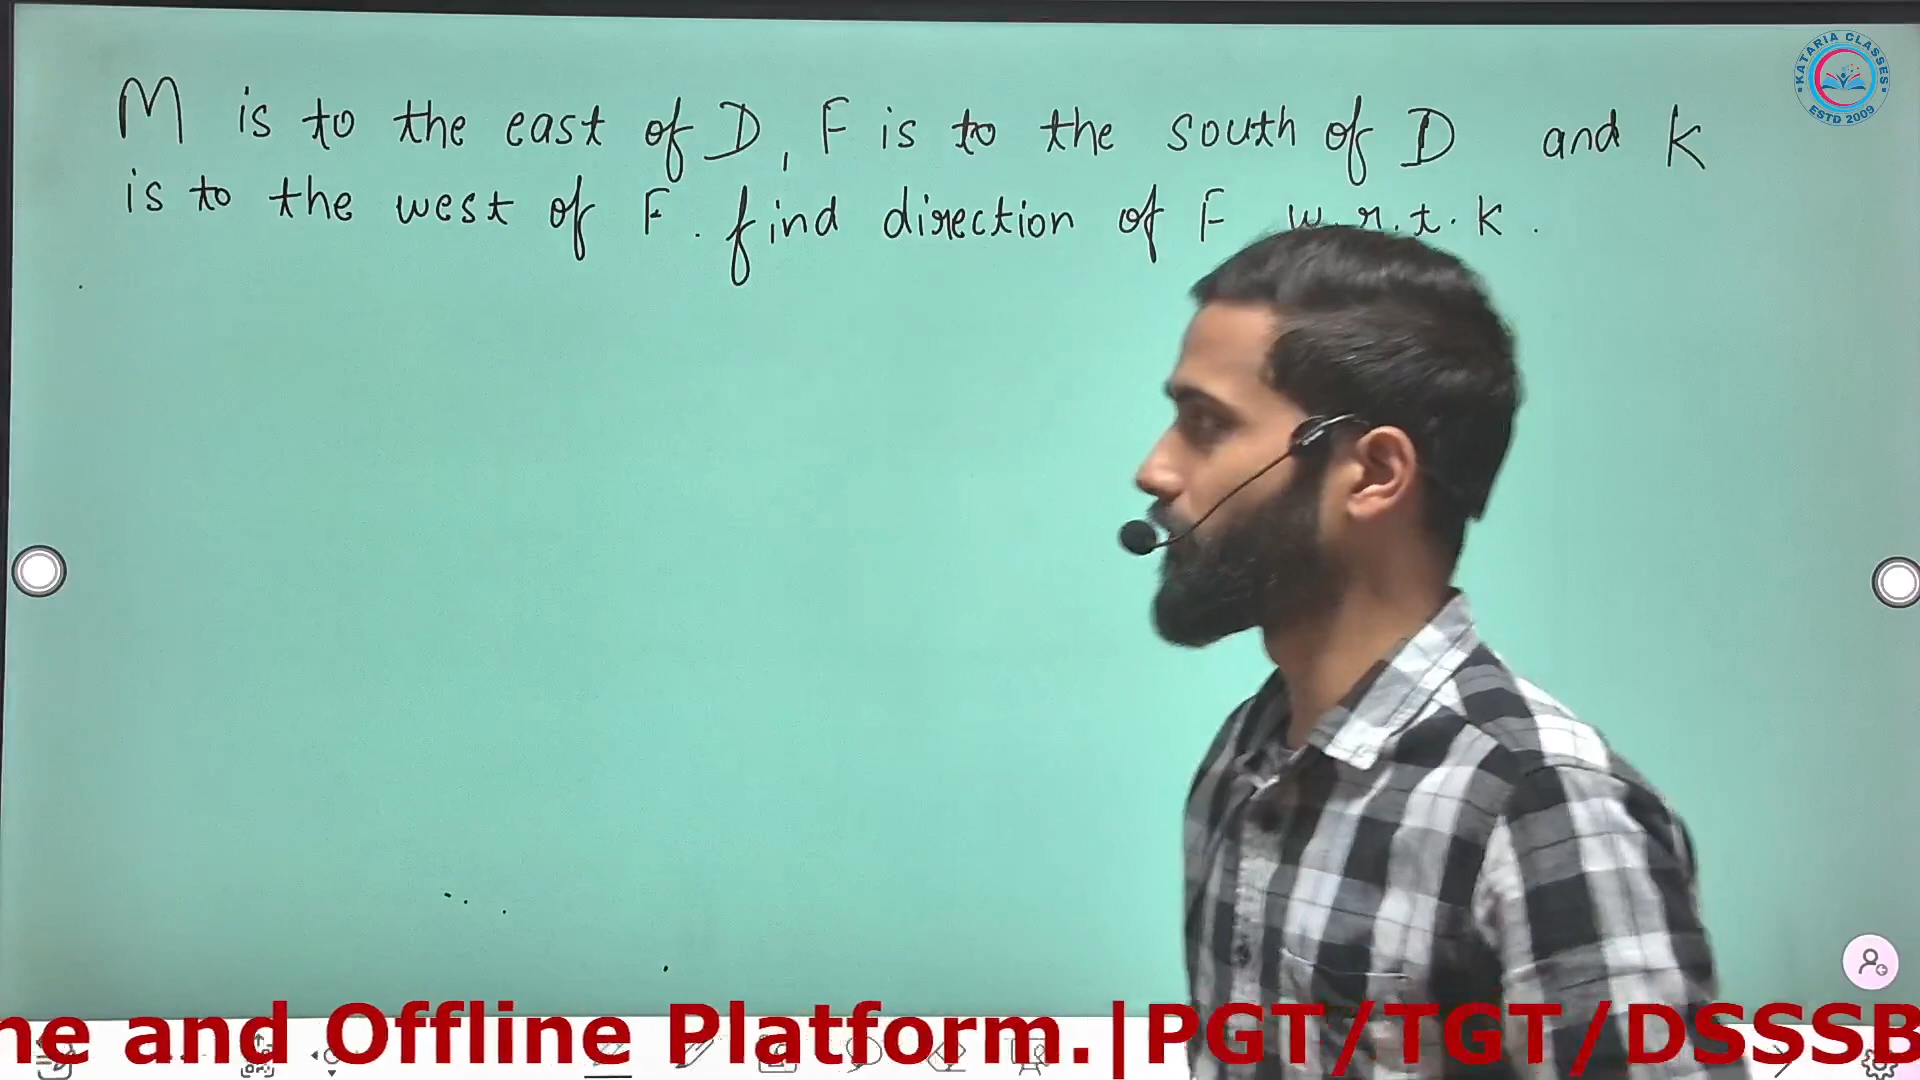 M is to the east of D, F is to the south of D and K
is to the west of F. find direction of F w.r.t. K.
KATARIA CLASSES
ESTD 2009
ne and Offline Platform.|PGT/TGT/DSSSB